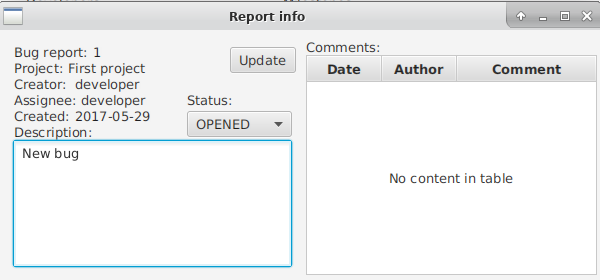 Report info
Bug report: 1
Project: First project
Creator:  developer
Assignee: developer
Created: 2017-05-29
Description:
Update
Status:
OPENED
New bug
Comments:
Date Author Comment
No content in table